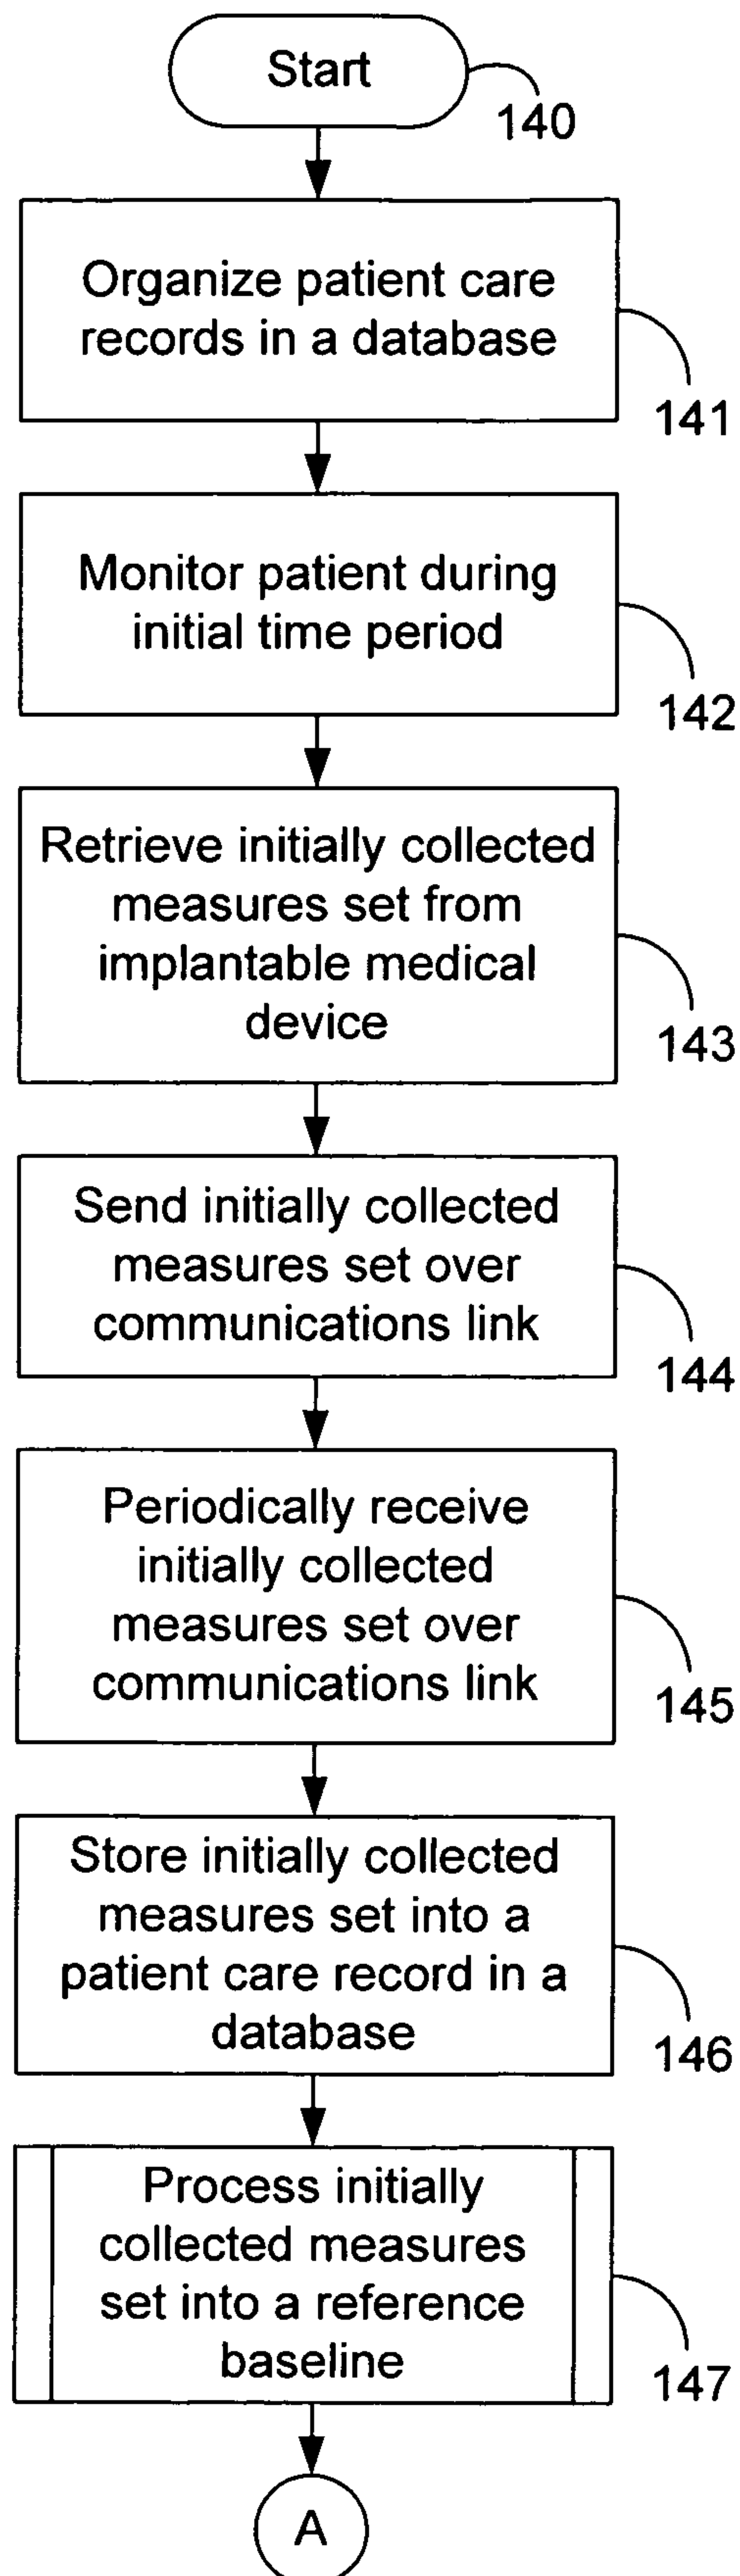 Start
140
Organize patient care
records in a database
141
Monitor patient during
initial time period
142
Retrieve initially collected
measures set from
implantable medical
device
143
Send initially collected
measures set over
communications link
144
Periodically receive
initially collected
measures set over
communications link
145
Store initially collected
measures set into a
patient care record in a
database
146
Process initially
collected measures
set into a reference
baseline
147
A